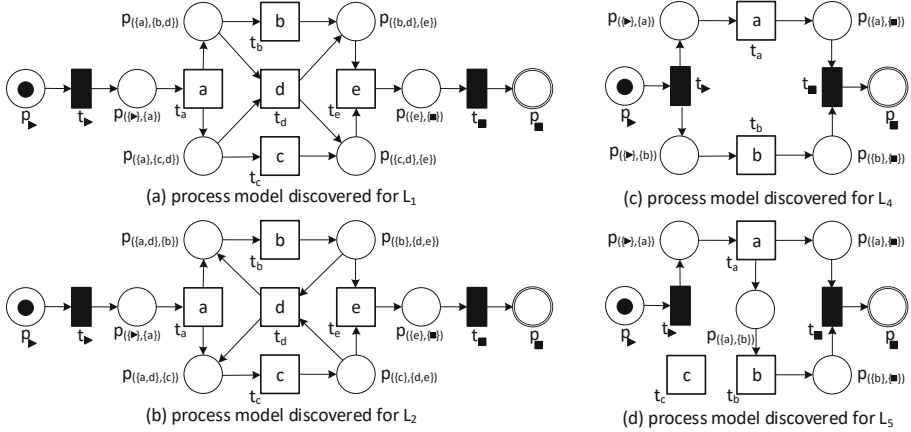 p({a},{b,d}) b p({b,d},{e})
t_b
a d e
p_▶ t_▶ p({▶},{a}) t_a t_d t_e p({e},{■}) t_■ p_■
p({a},{c,d}) c p({c,d},{e})
t_c
(a) process model discovered for L₁
p({a,d},{b}) b p({b},{d,e})
t_b
a d e
p_▶ t_▶ p({▶},{a}) t_a t_d t_e p({e},{■}) t_■ p_■
p({a,d},{c}) c p({c},{d,e})
t_c
(b) process model discovered for L₂
p({▶},{a}) a p({a},{■})
t_a
p_▶ t_▶ t_■ p_■
t_b
p({▶},{b}) b p({b},{■})
(c) process model discovered for L₄
p({▶},{a}) a p({a},{■})
t_a
p_▶ t_▶ p({a},{b}) t_■ p_■
c b p({b},{■})
t_c t_b
(d) process model discovered for L₅